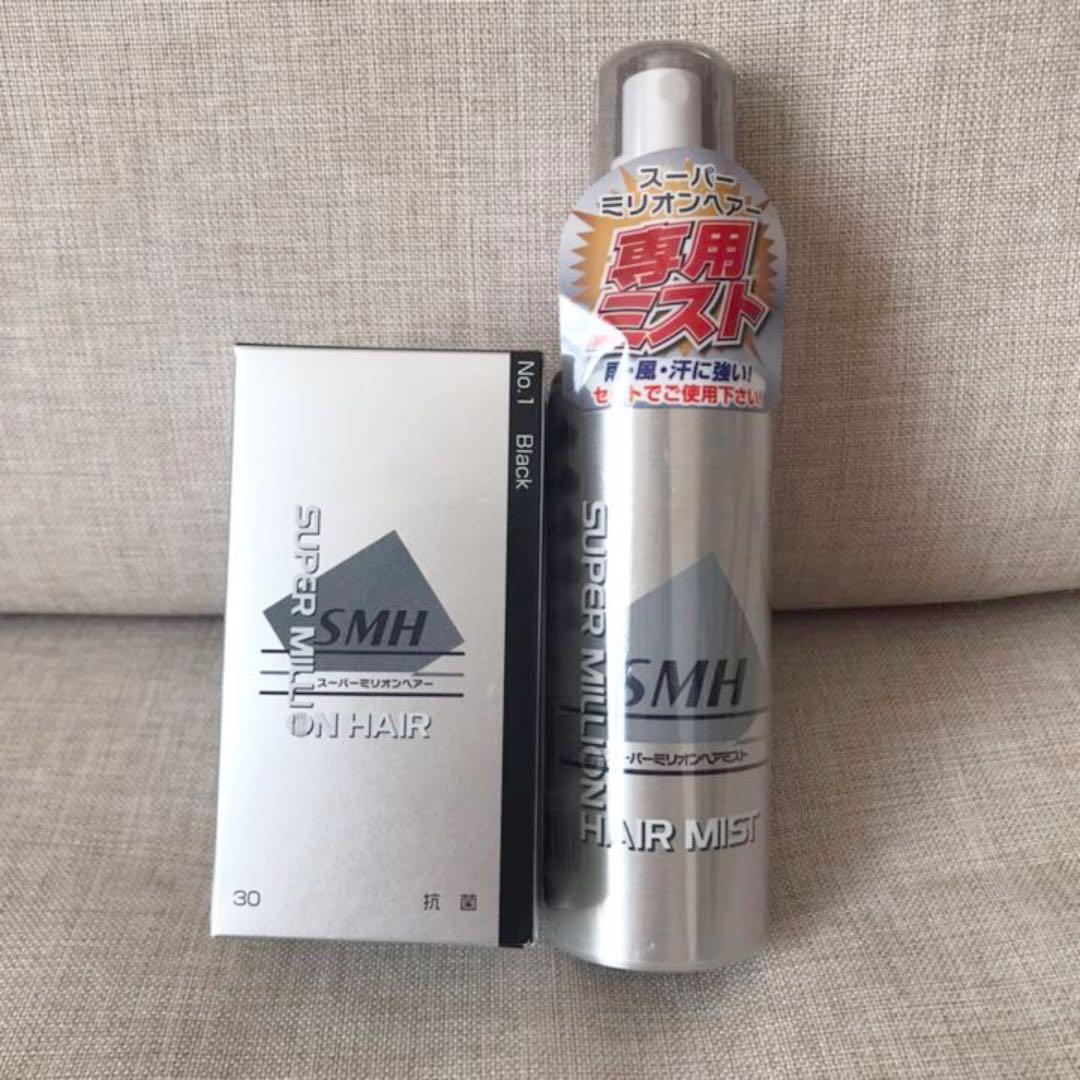 No.1 Black
SUPER MILLION HAIR
SMH
スーパーミリオンヘアー
30
抗菌
スーパー
ミリオンヘアー
専用
ミスト
雨・風・汗に強い!
セットでご使用下さい!
SUPER MILLION HAIR MIST
SMH
ーパーミリオンヘアミスト